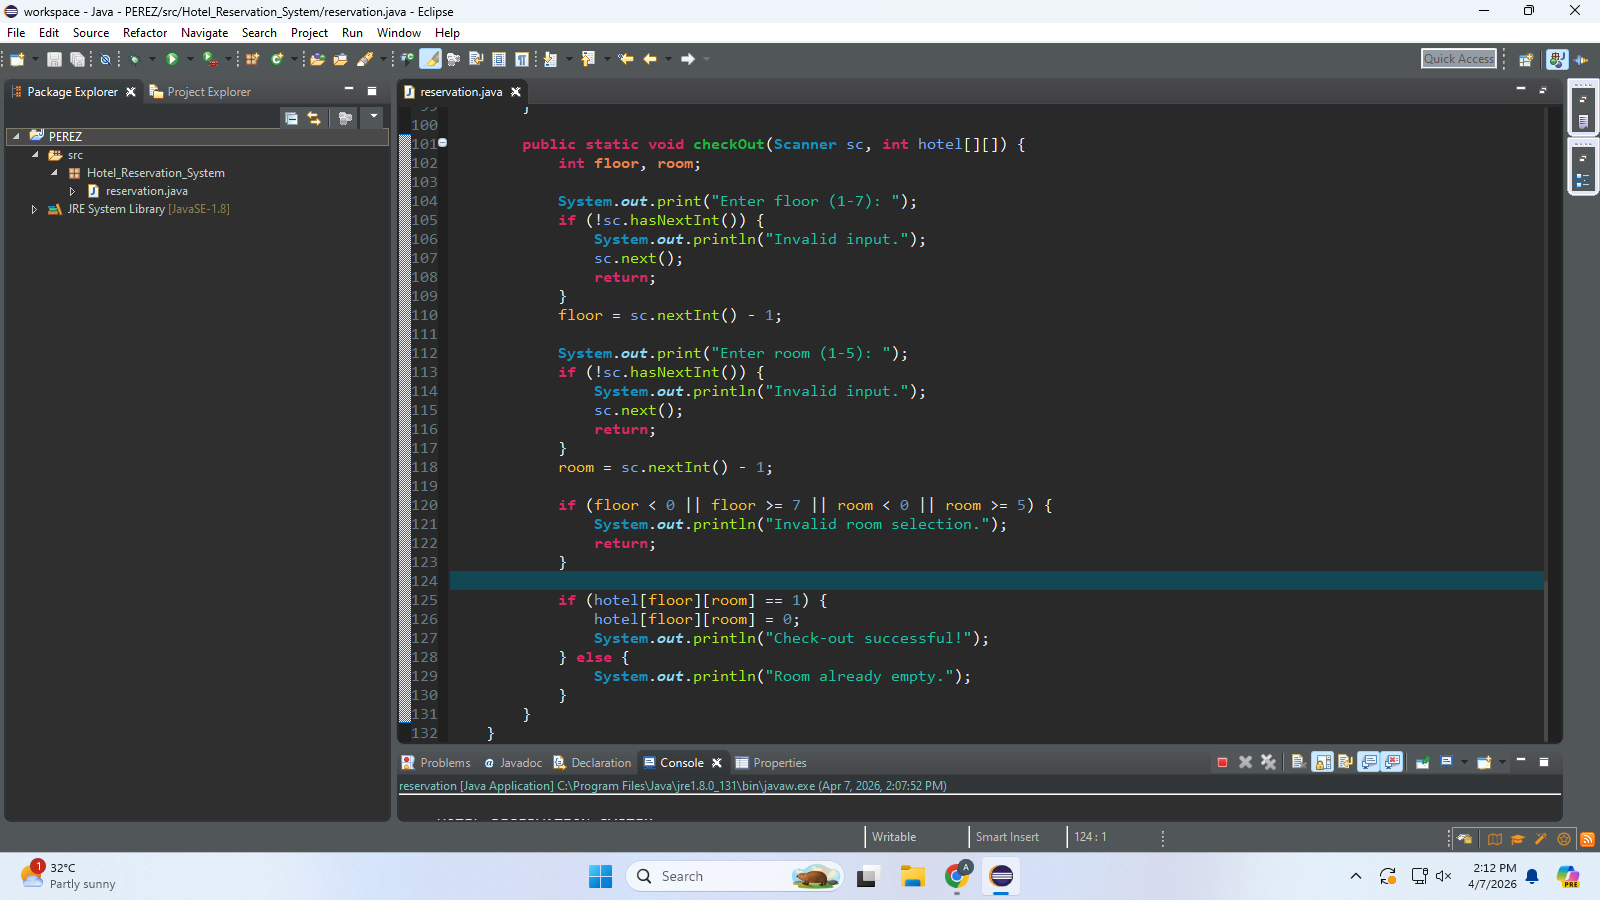 workspace - Java - PEREZ/src/Hotel_Reservation_System/reservation.java - Eclipse
File Edit Source Refactor Navigate Search Project Run Window Help
Quick Access
Package Explorer Project Explorer
reservation.java
PEREZ
src
Hotel_Reservation_System
reservation.java
JRE System Library [JavaSE-1.8]
99 }
100
101 public static void checkOut(Scanner sc, int hotel[][]) {
102 int floor, room;
103
104 System.out.print("Enter floor (1-7): ");
105 if (!sc.hasNextInt()) {
106 System.out.println("Invalid input.");
107 sc.next();
108 return;
109 }
110 floor = sc.nextInt() - 1;
111
112 System.out.print("Enter room (1-5): ");
113 if (!sc.hasNextInt()) {
114 System.out.println("Invalid input.");
115 sc.next();
116 return;
117 }
118 room = sc.nextInt() - 1;
119
120 if (floor < 0 || floor >= 7 || room < 0 || room >= 5) {
121 System.out.println("Invalid room selection.");
122 return;
123 }
124
125 if (hotel[floor][room] == 1) {
126 hotel[floor][room] = 0;
127 System.out.println("Check-out successful!");
128 } else {
129 System.out.println("Room already empty.");
130 }
131 }
132 }
Problems Javadoc Declaration Console Properties
reservation [Java Application] C:\Program Files\Java\jre1.8.0_131\bin\javaw.exe (Apr 7, 2026, 2:07:52 PM)
Writable Smart Insert 124 : 1
1
32°C
Partly sunny
Search
A
2:12 PM
4/7/2026
PRE